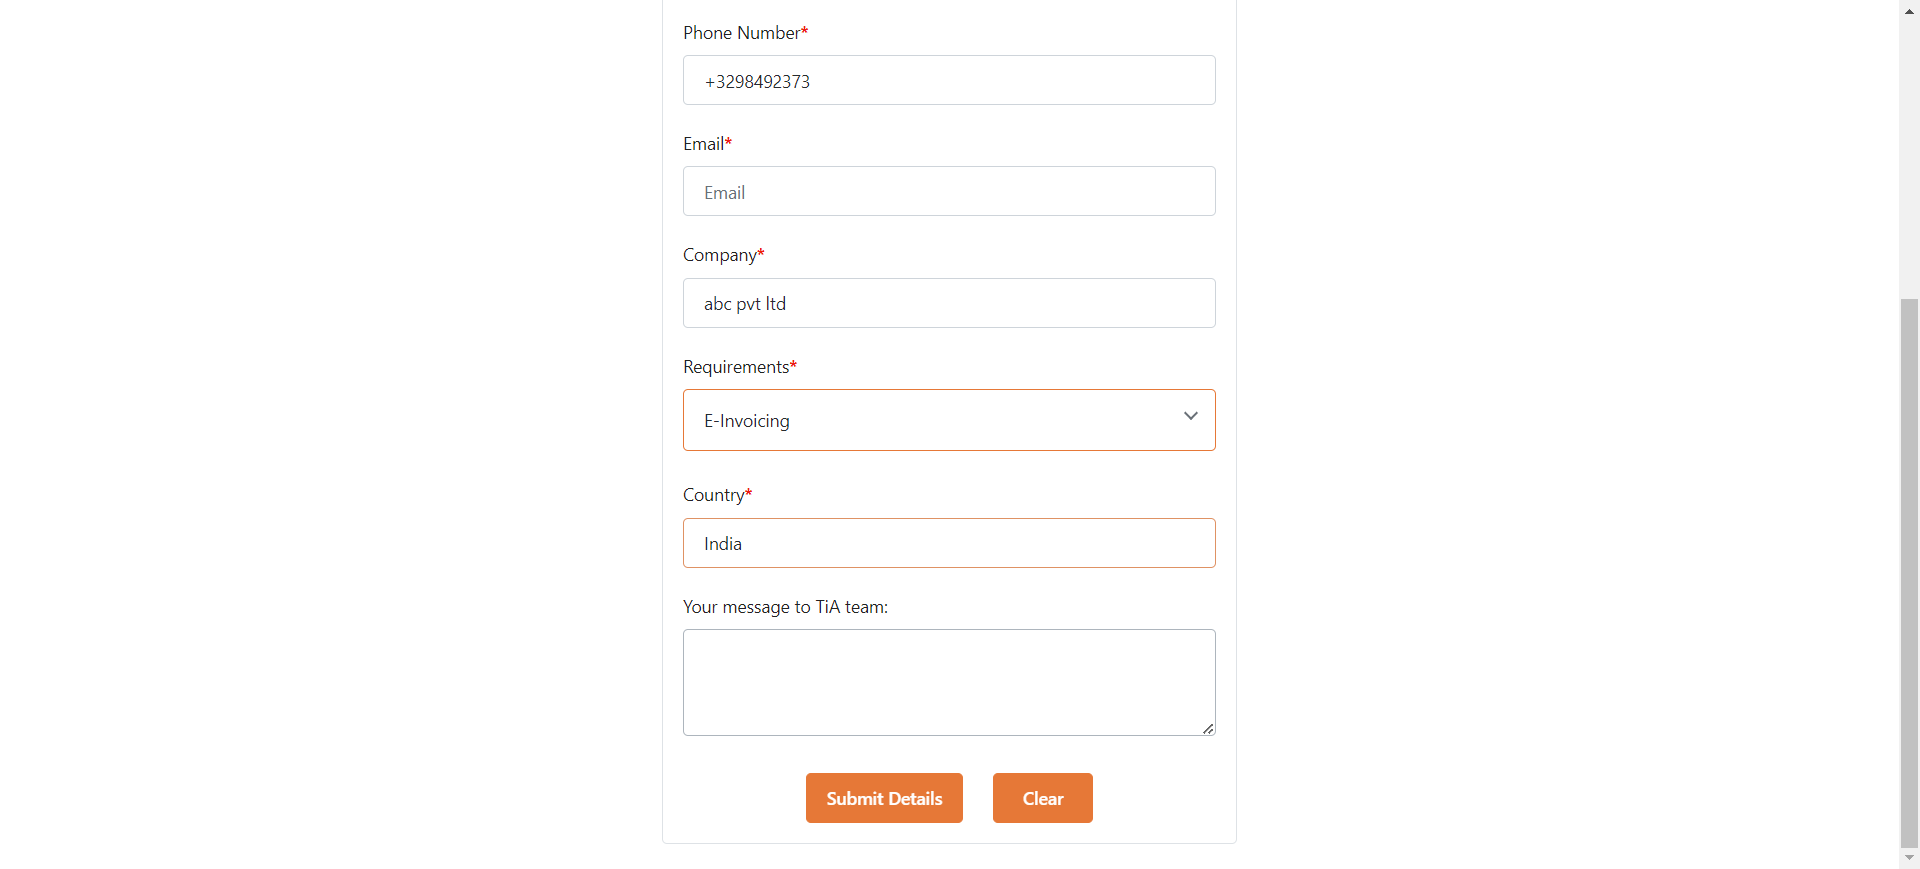 Phone Number*
+3298492373
Email*
Email
Company*
abc pvt ltd
Requirements*
E-Invoicing
Country*
India
Your message to TiA team:
Submit Details Clear